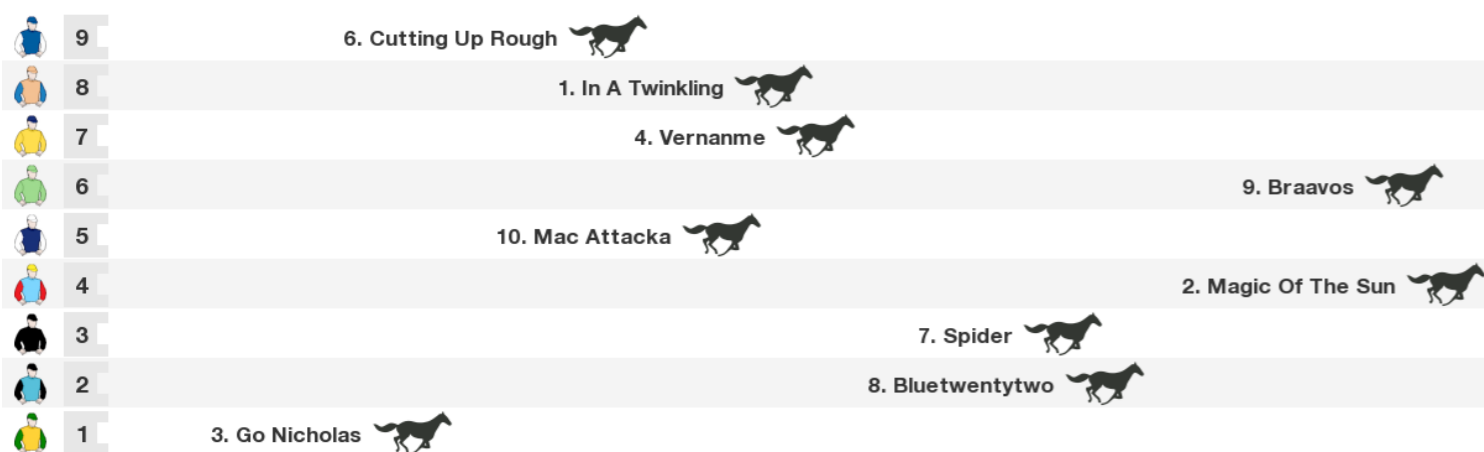 9 6. Cutting Up Rough
8 1. In A Twinkling
7 4. Vernanme
6 9. Braavos
5 10. Mac Attacka
4 2. Magic Of The Sun
3 7. Spider
2 8. Bluetwentytwo
1 3. Go Nicholas